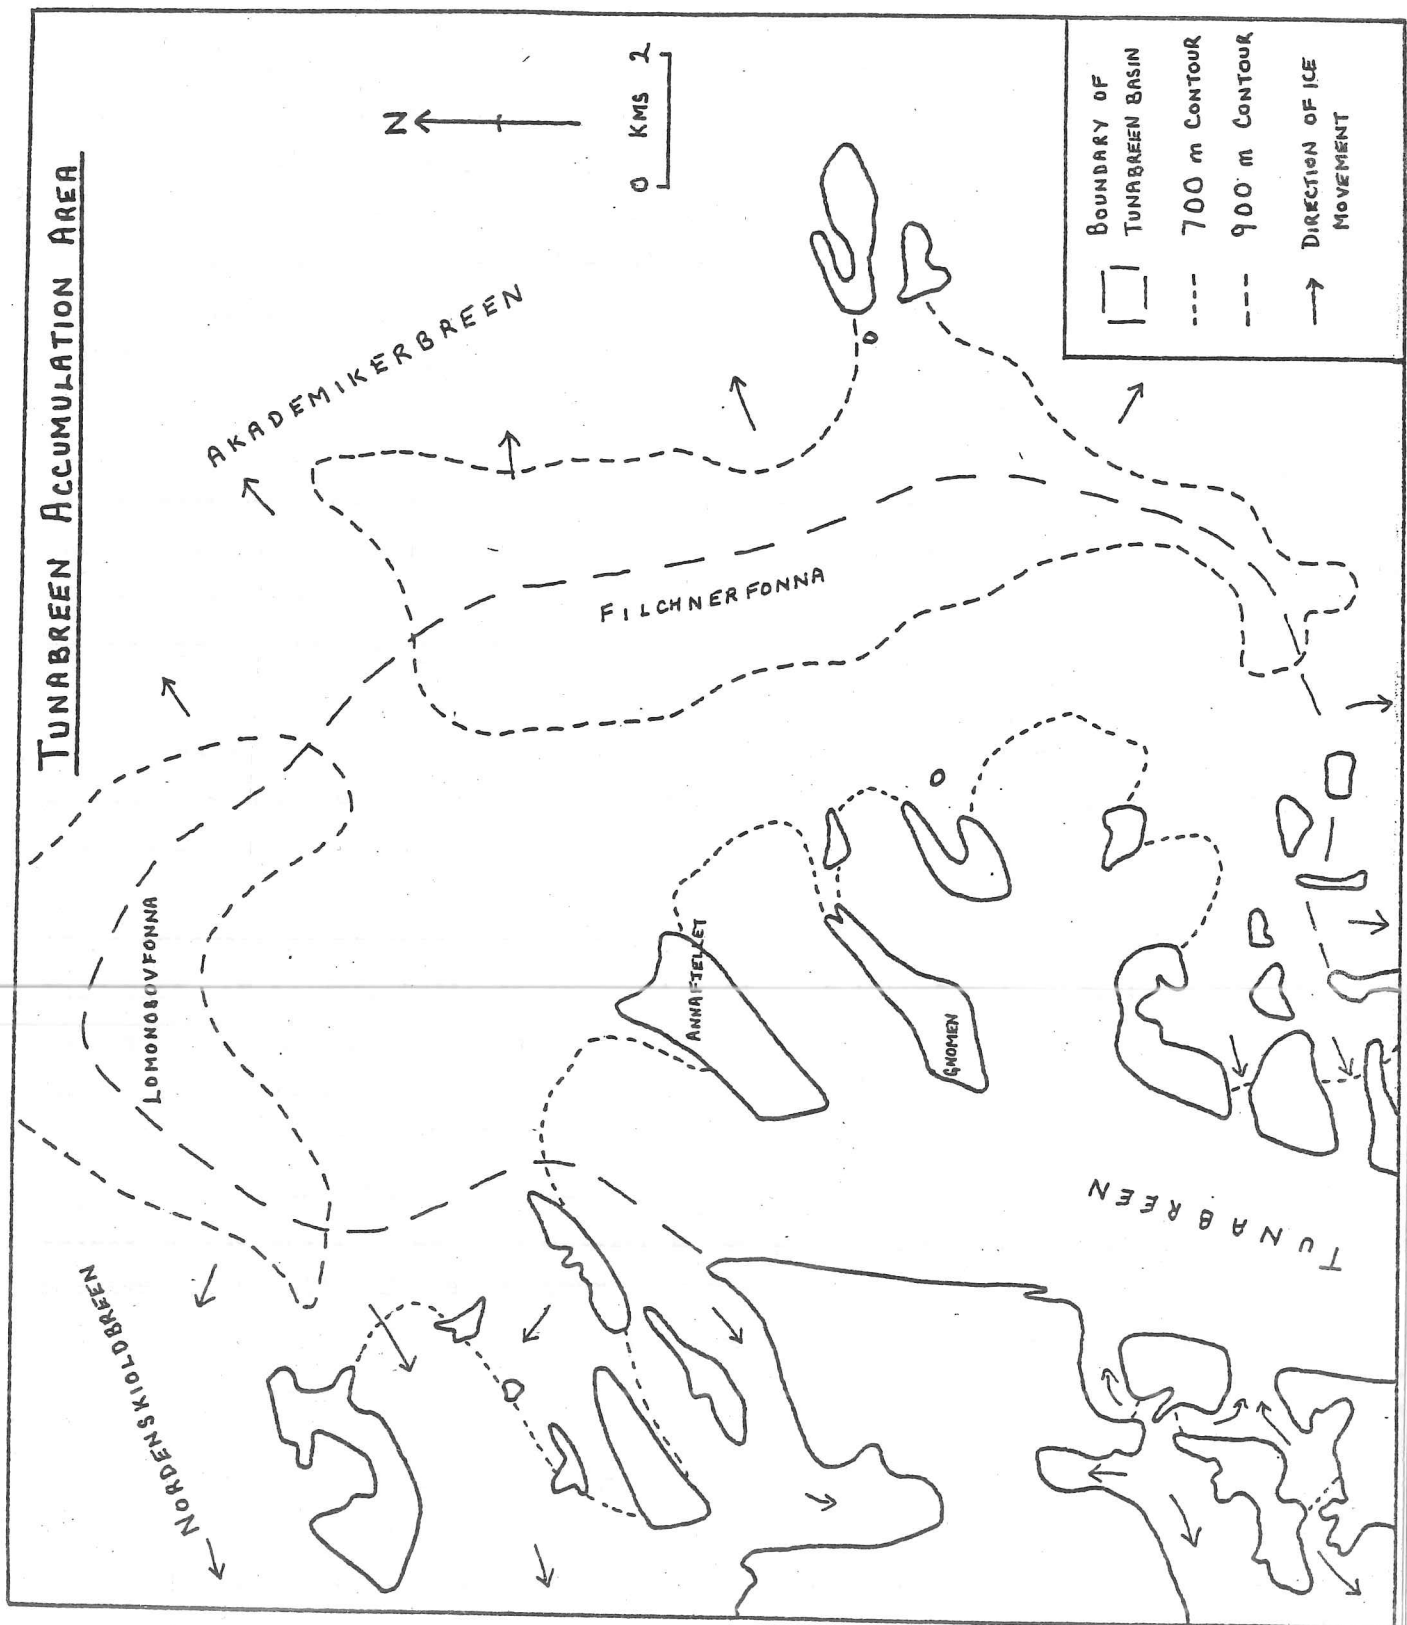 TUNABREEN ACCUMULATION AREA
N
0 KMS 2
AKADEMIKERBREEN
FILCHNERFONNA
LOMONOBOVFONNA
NORDENSKIOLDBREEN
ANNAFJELLET
GNOMEN
TUNABREEN
BOUNDARY OF
TUNABREEN BASIN
700 m CONTOUR
900 m CONTOUR
DIRECTION OF ICE
MOVEMENT